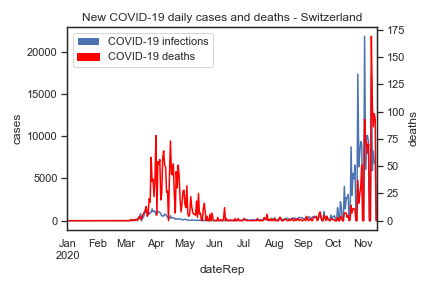 New COVID-19 daily cases and deaths - Switzerland
COVID-19 infections
COVID-19 deaths
cases
20000
15000
10000
5000
0
deaths
175
150
125
100
75
50
25
0
Jan Feb Mar Apr May Jun Jul Aug Sep Oct Nov
2020
dateRep